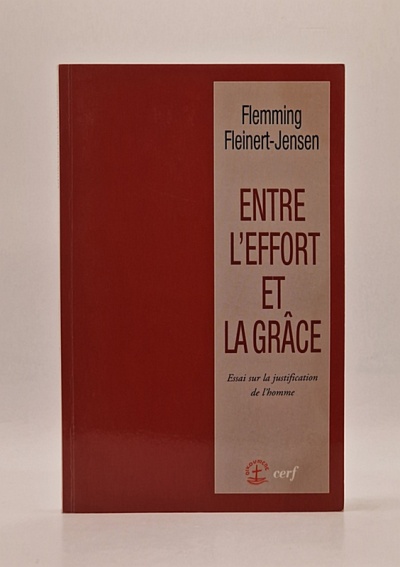 Flemming
Fleinert-Jensen
ENTRE
L'EFFORT
ET
LA GRÂCE
Essai sur la justification
de l'homme
cerf